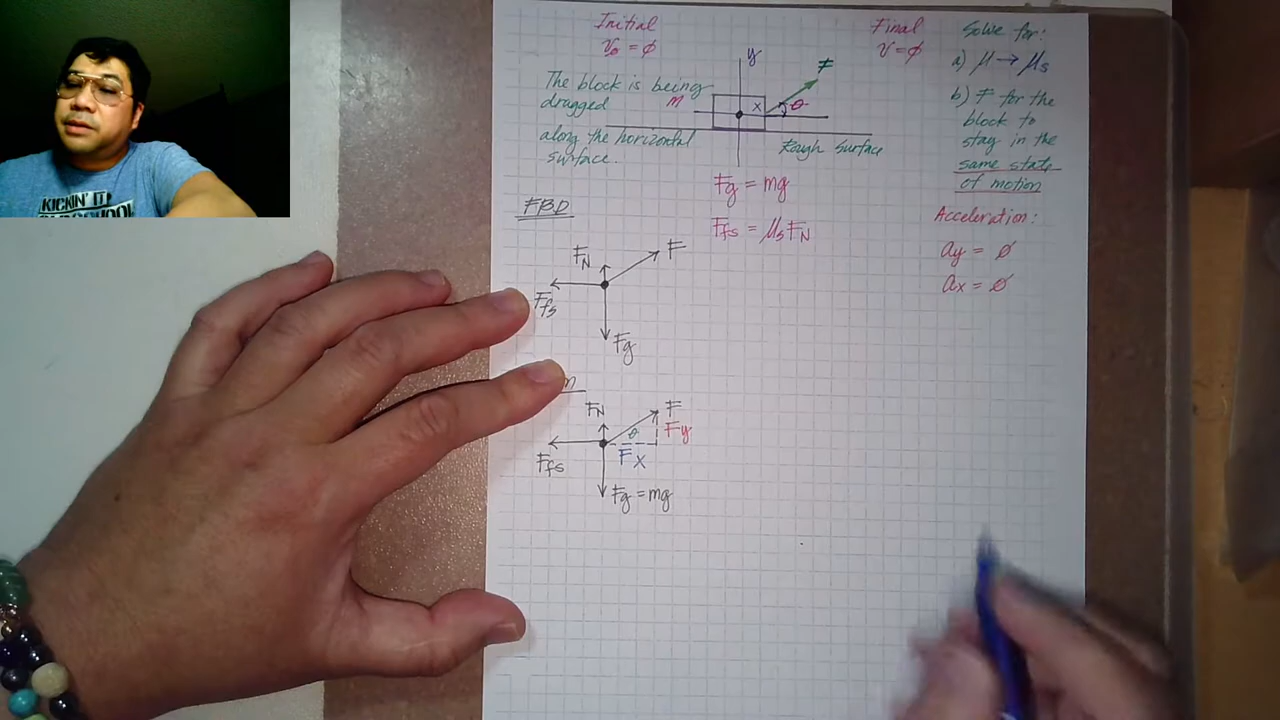 KICKIN' IT
Initial
v₀ = ϕ
Final
v = ϕ
Solve for:
a) μ → μs
b) F for the
block to
stay in the
same state
of motion
The block is being
dragged
along the horizontal
surface.
m
y
x
F
θ
Rough Surface
Fg = mg
Ffs = μs FN
Acceleration:
ay = ϕ
ax = ϕ
FBD
FN
F
Ffs
Fg
FN
F
θ
Fy
Fx
Ffs
Fg = mg